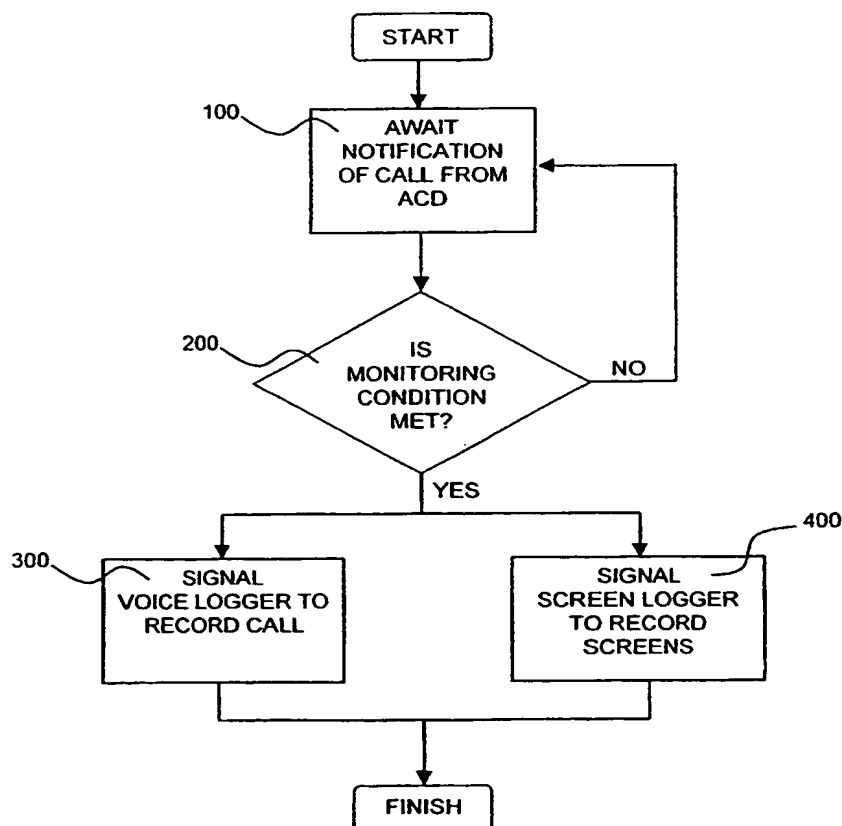 START
100
AWAIT
NOTIFICATION
OF CALL FROM
ACD
200
IS
MONITORING
CONDITION
MET?
NO
YES
300
SIGNAL
VOICE LOGGER TO
RECORD CALL
400
SIGNAL
SCREEN LOGGER
TO RECORD
SCREENS
FINISH